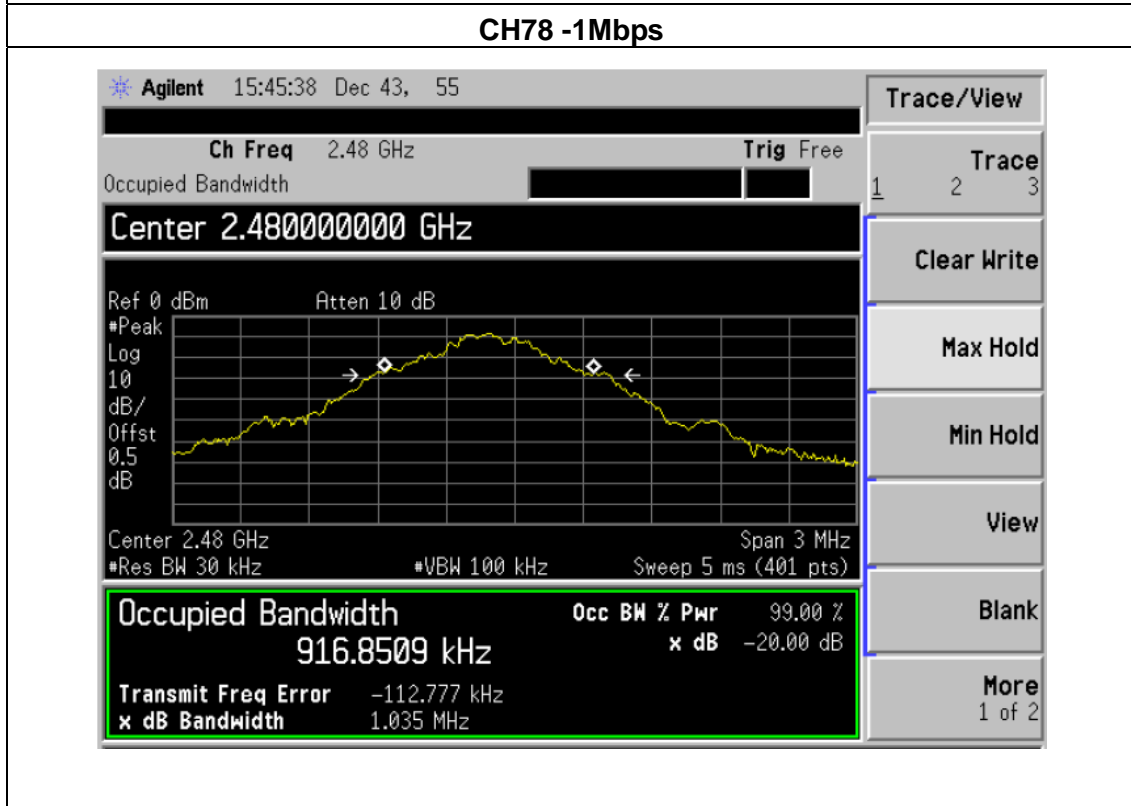 CH78 -1Mbps
Agilent 15:45:38 Dec 43, 55
Trace/View
Ch Freq 2.48 GHz Trig Free
Occupied Bandwidth
Trace
1 2 3
Center 2.480000000 GHz
Clear Write
Ref 0 dBm Atten 10 dB
#Peak
Log
10
dB/
Offst
0.5
dB
Max Hold
Min Hold
View
Center 2.48 GHz Span 3 MHz
#Res BW 30 kHz #VBW 100 kHz Sweep 5 ms (401 pts)
Occupied Bandwidth Occ BW % Pwr 99.00 %
916.8509 kHz x dB -20.00 dB
Blank
Transmit Freq Error -112.777 kHz
x dB Bandwidth 1.035 MHz
More
1 of 2